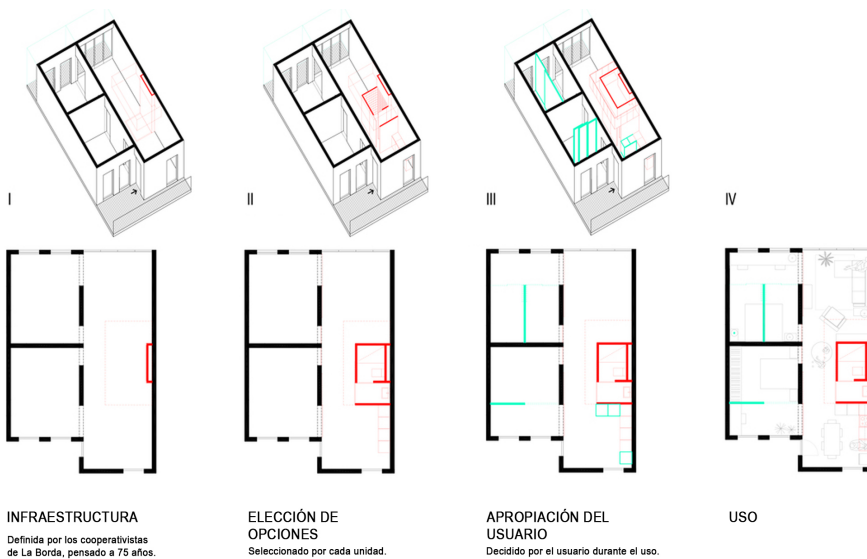 I
II
III
IV
INFRAESTRUCTURA
Definida por los cooperativistas
de La Borda, pensado a 75 años.
ELECCIÓN DE
OPCIONES
Seleccionado por cada unidad.
APROPIACIÓN DEL
USUARIO
Decidido por el usuario durante el uso.
USO